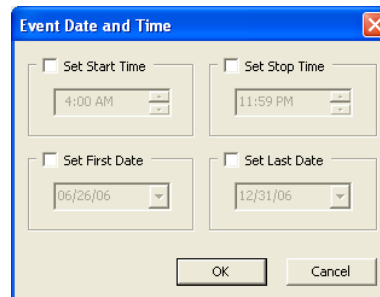 Event Date and Time
Set Start Time
Set Stop Time
4:00 AM
11:59 PM
Set First Date
Set Last Date
06/26/06
12/31/06
OK
Cancel